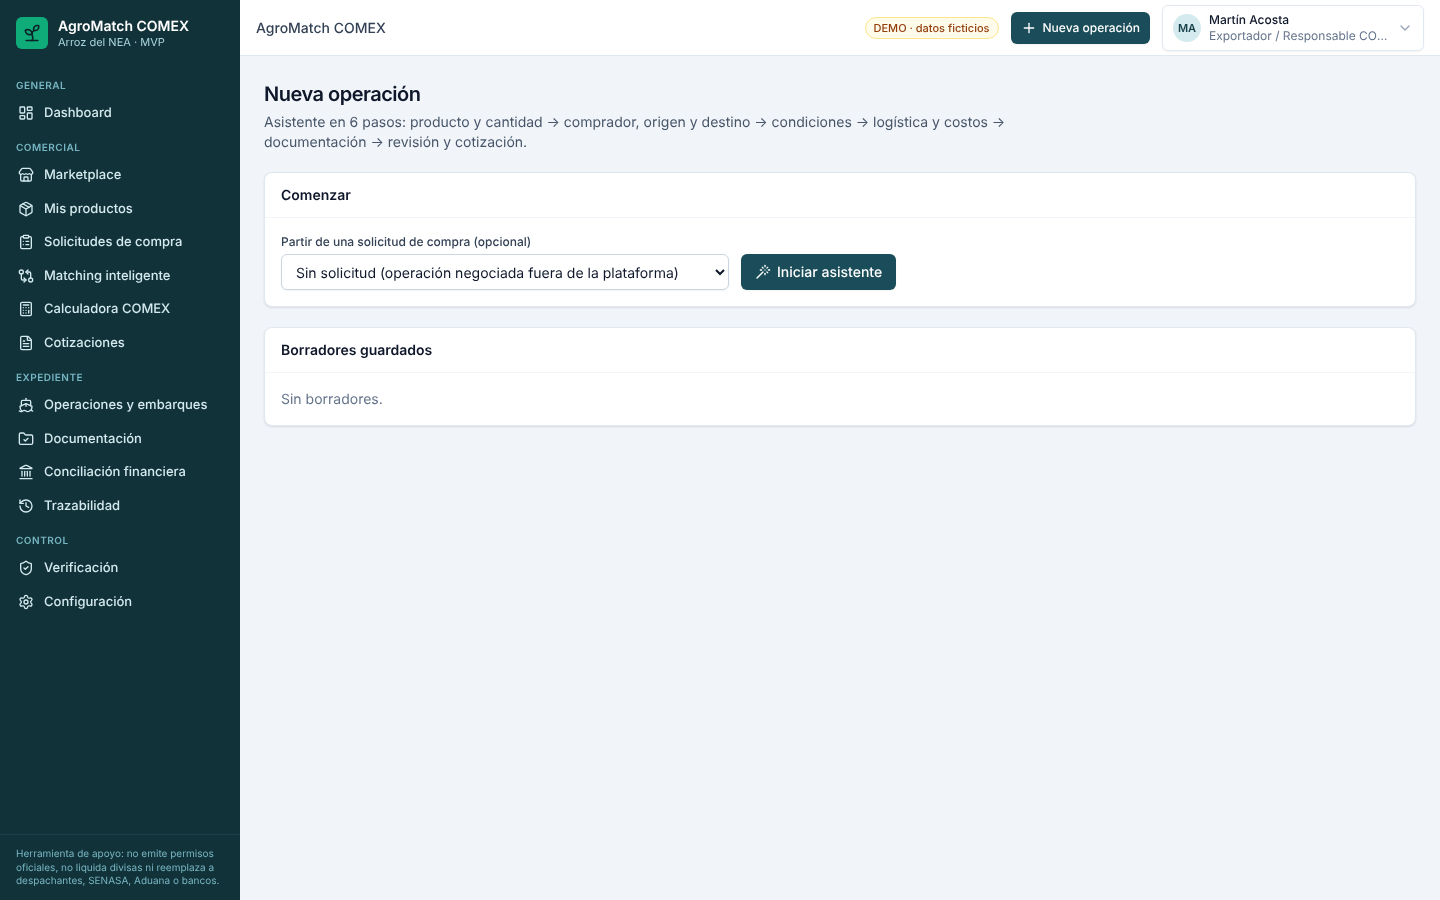 AgroMatch COMEX
Arroz del NEA · MVP
GENERAL
Dashboard
COMERCIAL
Marketplace
Mis productos
Solicitudes de compra
Matching inteligente
Calculadora COMEX
Cotizaciones
EXPEDIENTE
Operaciones y embarques
Documentación
Conciliación financiera
Trazabilidad
CONTROL
Verificación
Configuración
Herramienta de apoyo: no emite permisos
oficiales, no liquida divisas ni reemplaza a
despachantes, SENASA, Aduana o bancos.
AgroMatch COMEX
DEMO · datos ficticios
Nueva operación
MA
Martín Acosta
Exportador / Responsable CO...
Nueva operación
Asistente en 6 pasos: producto y cantidad → comprador, origen y destino → condiciones → logística y costos →
documentación → revisión y cotización.
Comenzar
Partir de una solicitud de compra (opcional)
Sin solicitud (operación negociada fuera de la plataforma)
Iniciar asistente
Borradores guardados
Sin borradores.